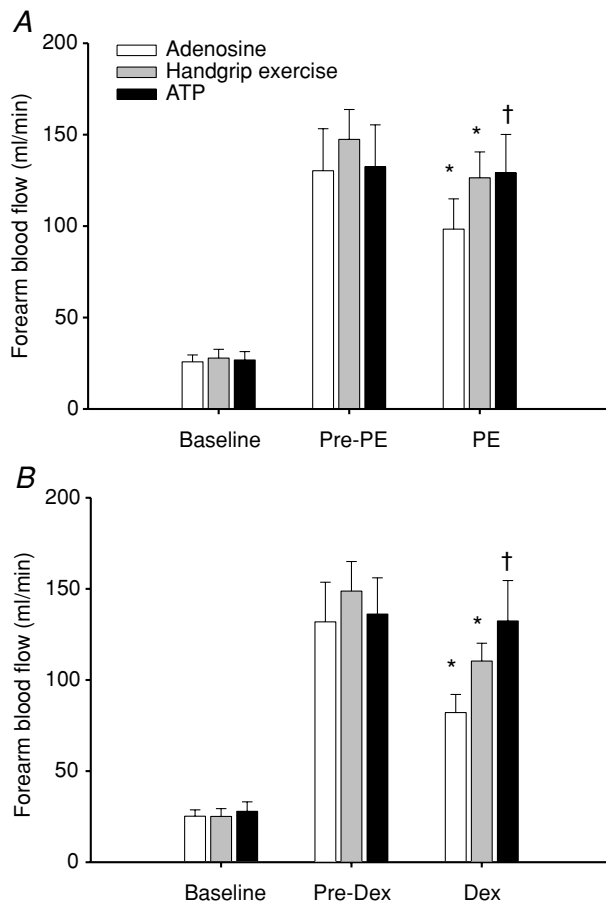 A
Forearm blood flow (ml/min)
200
150
100
50
0
Adenosine
Handgrip exercise
ATP
* * †
Baseline Pre-PE PE
B
Forearm blood flow (ml/min)
200
150
100
50
0
* * †
Baseline Pre-Dex Dex